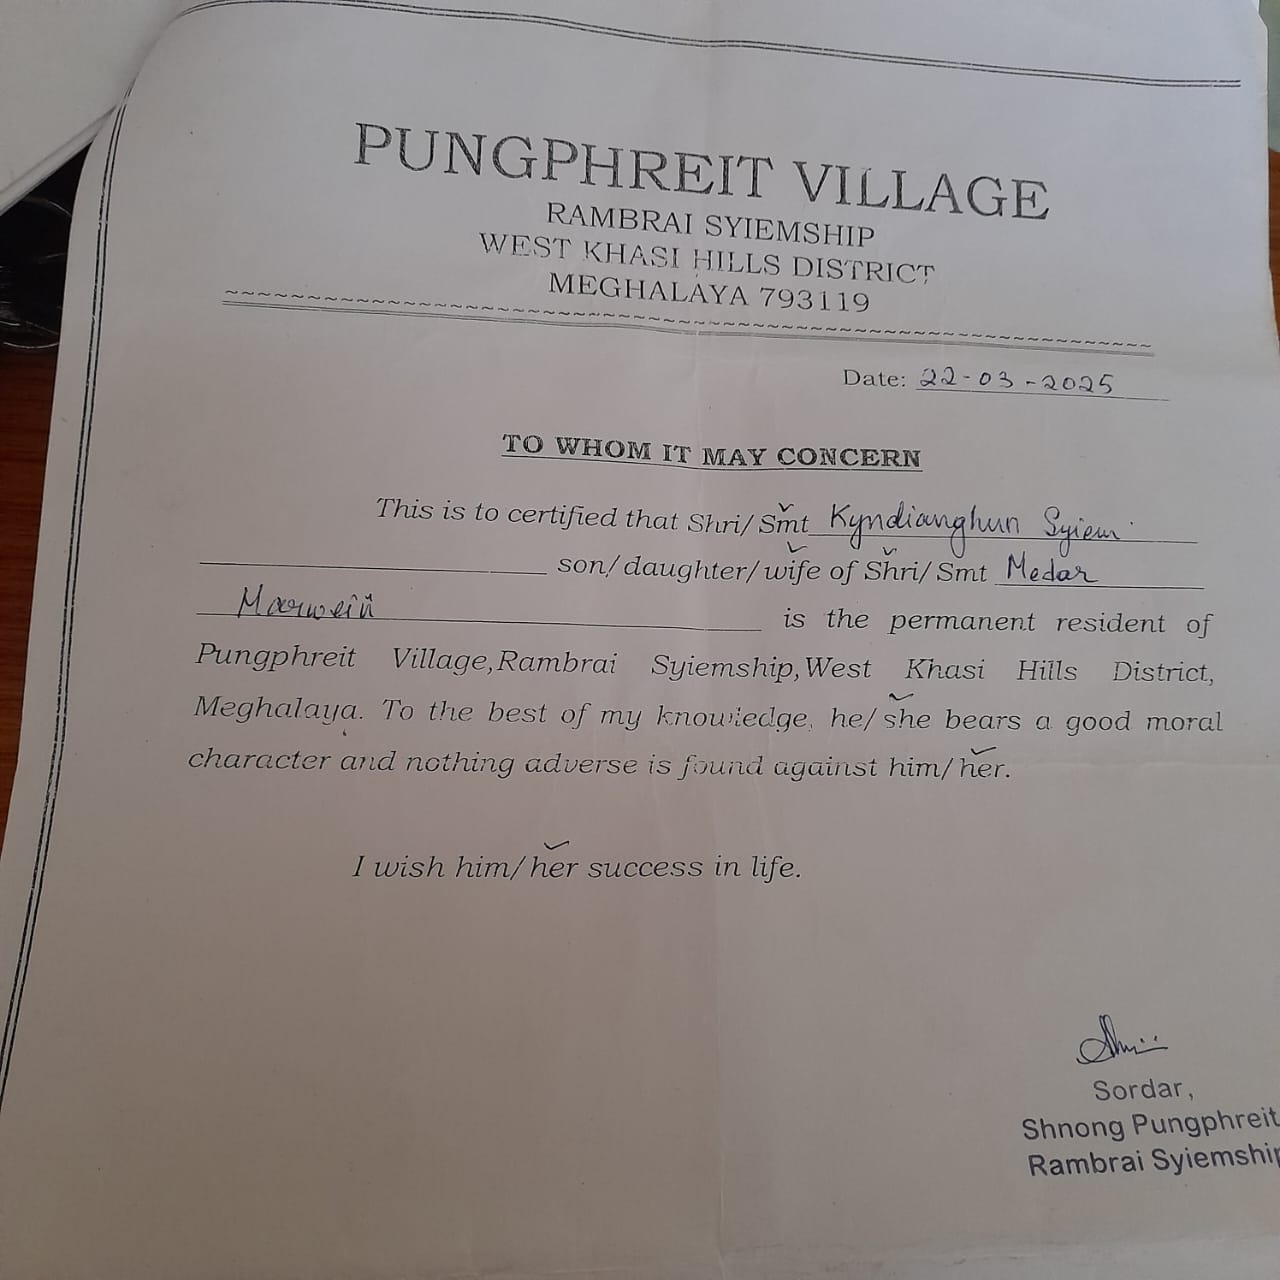 PUNGPHREIT VILLAGE
RAMBRAI SYIEMSHIP
WEST KHASI HILLS DISTRICT
MEGHALAYA 793119
Date: 22-03-2025
TO WHOM IT MAY CONCERN
This is to certified that Shri/Smt Kyndianghun Syiem
son/daughter/wife of Shri/Smt Medar
Marweiñ is the permanent resident of
Pungphreit Village,Rambrai Syiemship,West Khasi Hills District,
Meghalaya. To the best of my knowledge, he/she bears a good moral
character and nothing adverse is found against him/her.
I wish him/her success in life.
Sordar,
Shnong Pungphreit
Rambrai Syiemship